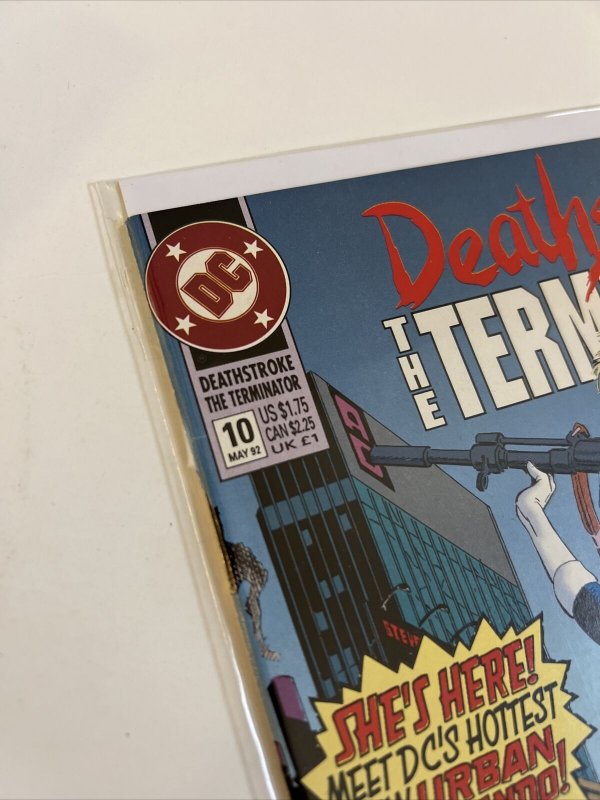 DC
DEATHSTROKE
THE TERMINATOR
10
MAY 92
US $1.75
CAN $2.25
UK £1
Deaths
THE TERM
AC
STEVE
SHE'S HERE!
MEET DC'S HOTTEST
URBAN